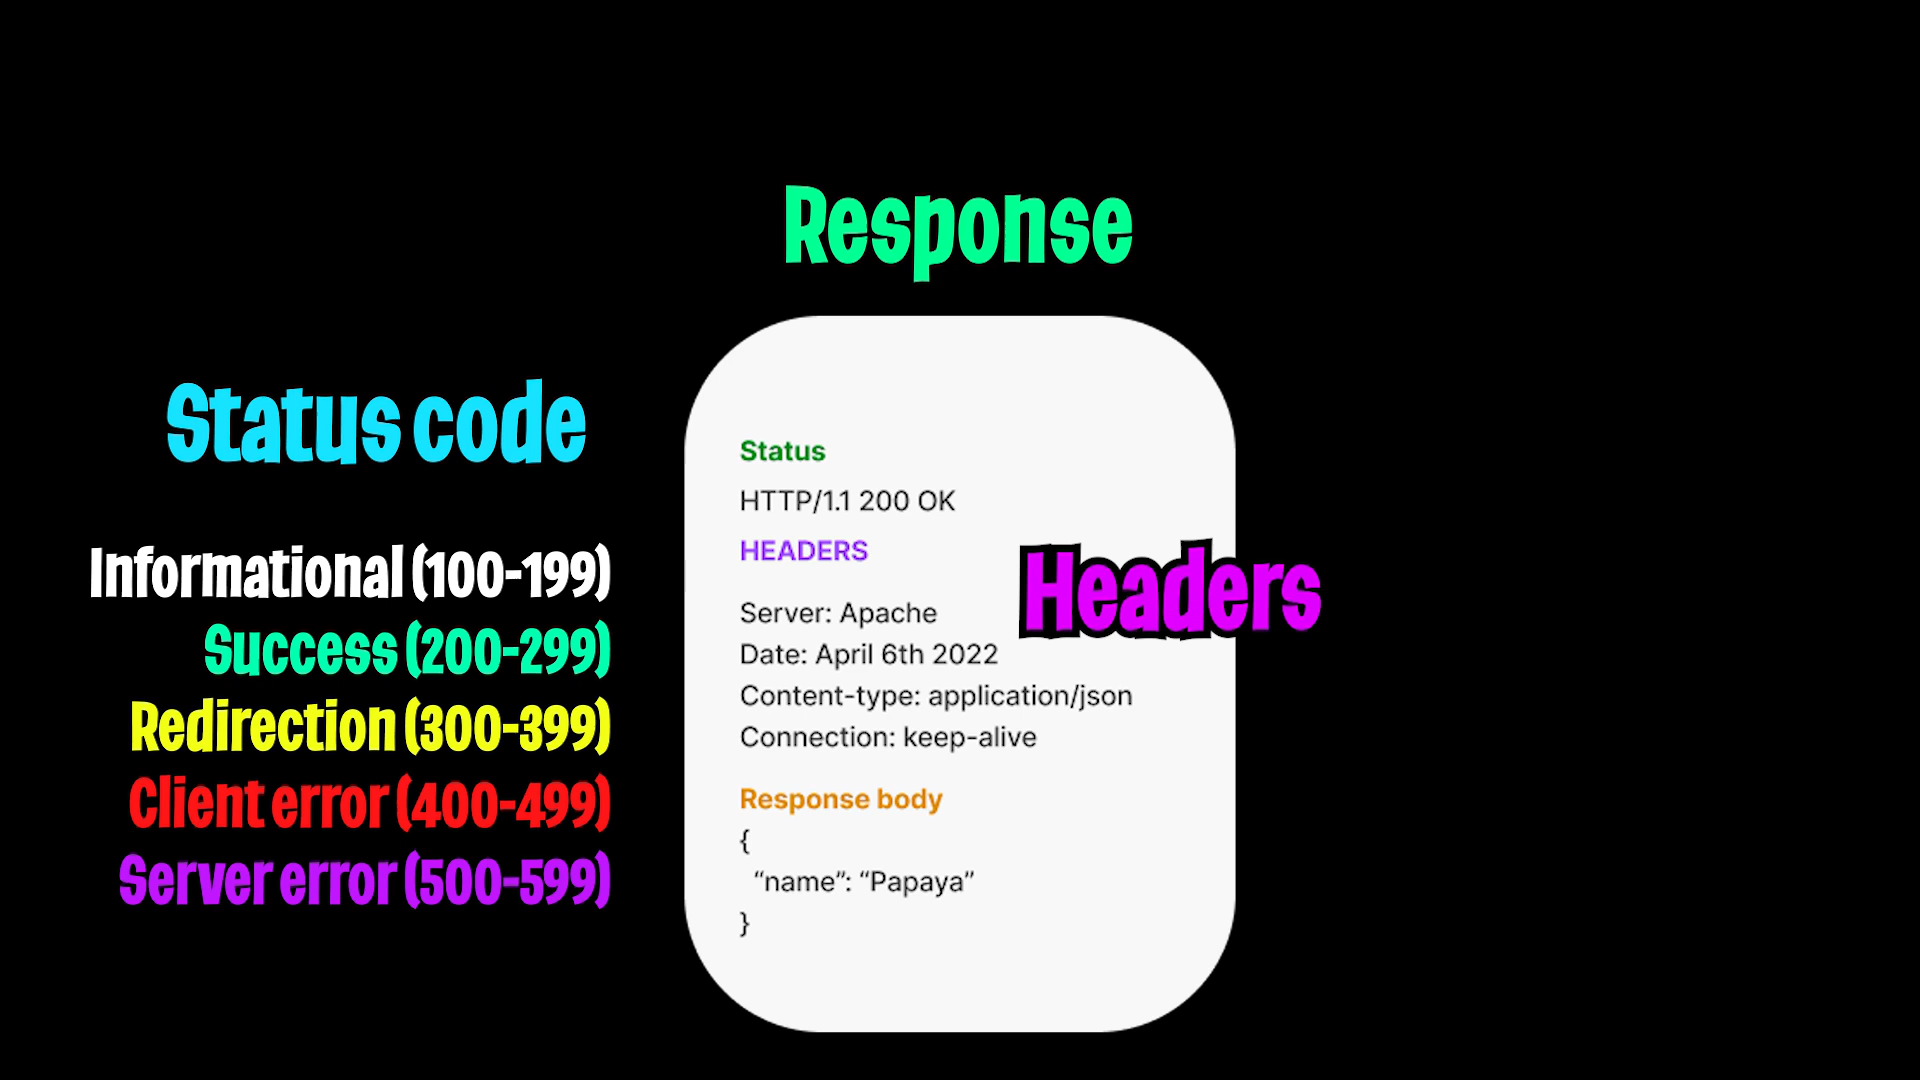 Response
Status code
Informational (100-199)
Success (200-299)
Redirection (300-399)
Client error (400-499)
Server error (500-599)
Status
HTTP/1.1 200 OK
HEADERS
Server: Apache
Date: April 6th 2022
Content-type: application/json
Connection: keep-alive
Response body
{
“name”: “Papaya”
}
Headers